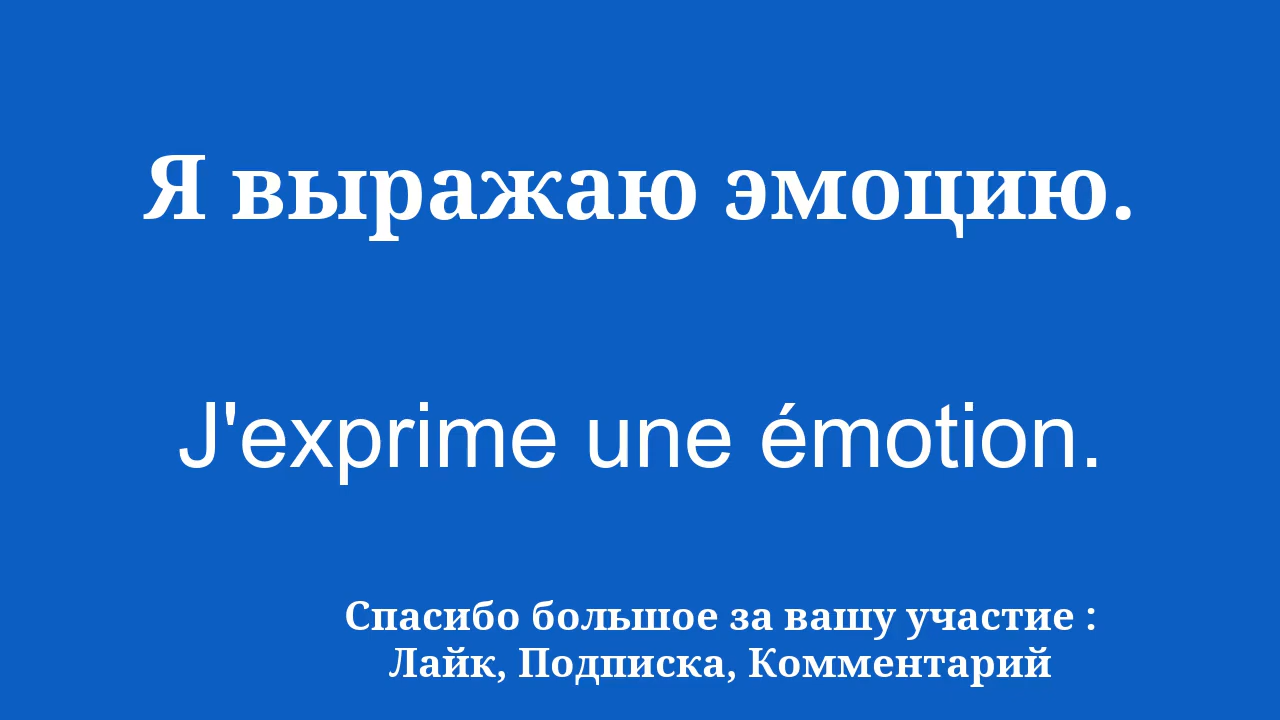 Я выражаю эмоцию.
J'exprime une émotion.
Спасибо большое за вашу участие :
Лайк, Подписка, Комментарий